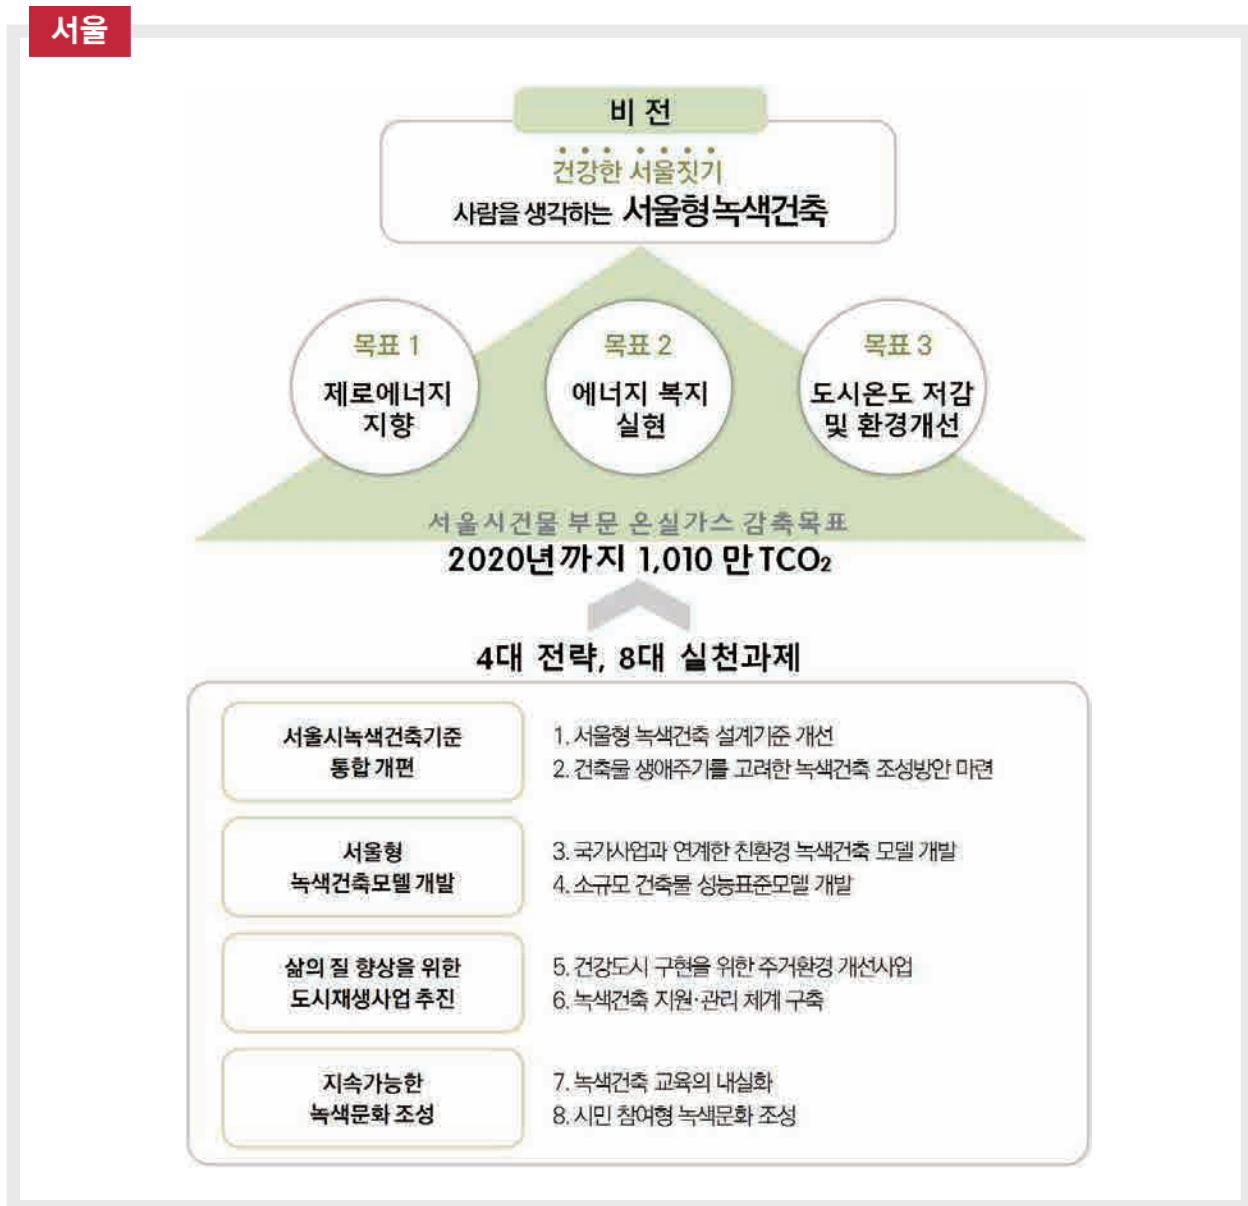 서울
비 전
건강한 서울짓기
사람을 생각하는 서울형 녹색건축
목표 1
제로에너지
지향
목표 2
에너지 복지
실현
목표 3
도시온도 저감
및 환경개선
서울시건물 부문 온실가스 감축목표
2020년까지 1,010 만 TCO₂
4대 전략, 8대 실천과제
서울시녹색건축기준
통합 개편
1. 서울형 녹색건축 설계기준 개선
2. 건축물 생애주기를 고려한 녹색건축 조성방안 마련
서울형
녹색건축모델 개발
3. 국가사업과 연계한 친환경 녹색건축 모델 개발
4. 소규모 건축물 성능표준모델 개발
삶의 질 향상을 위한
도시재생사업 추진
5. 건강도시 구현을 위한 주거환경 개선사업
6. 녹색건축 지원·관리 체계 구축
지속가능한
녹색문화 조성
7. 녹색건축 교육의 내실화
8. 시민 참여형 녹색문화 조성